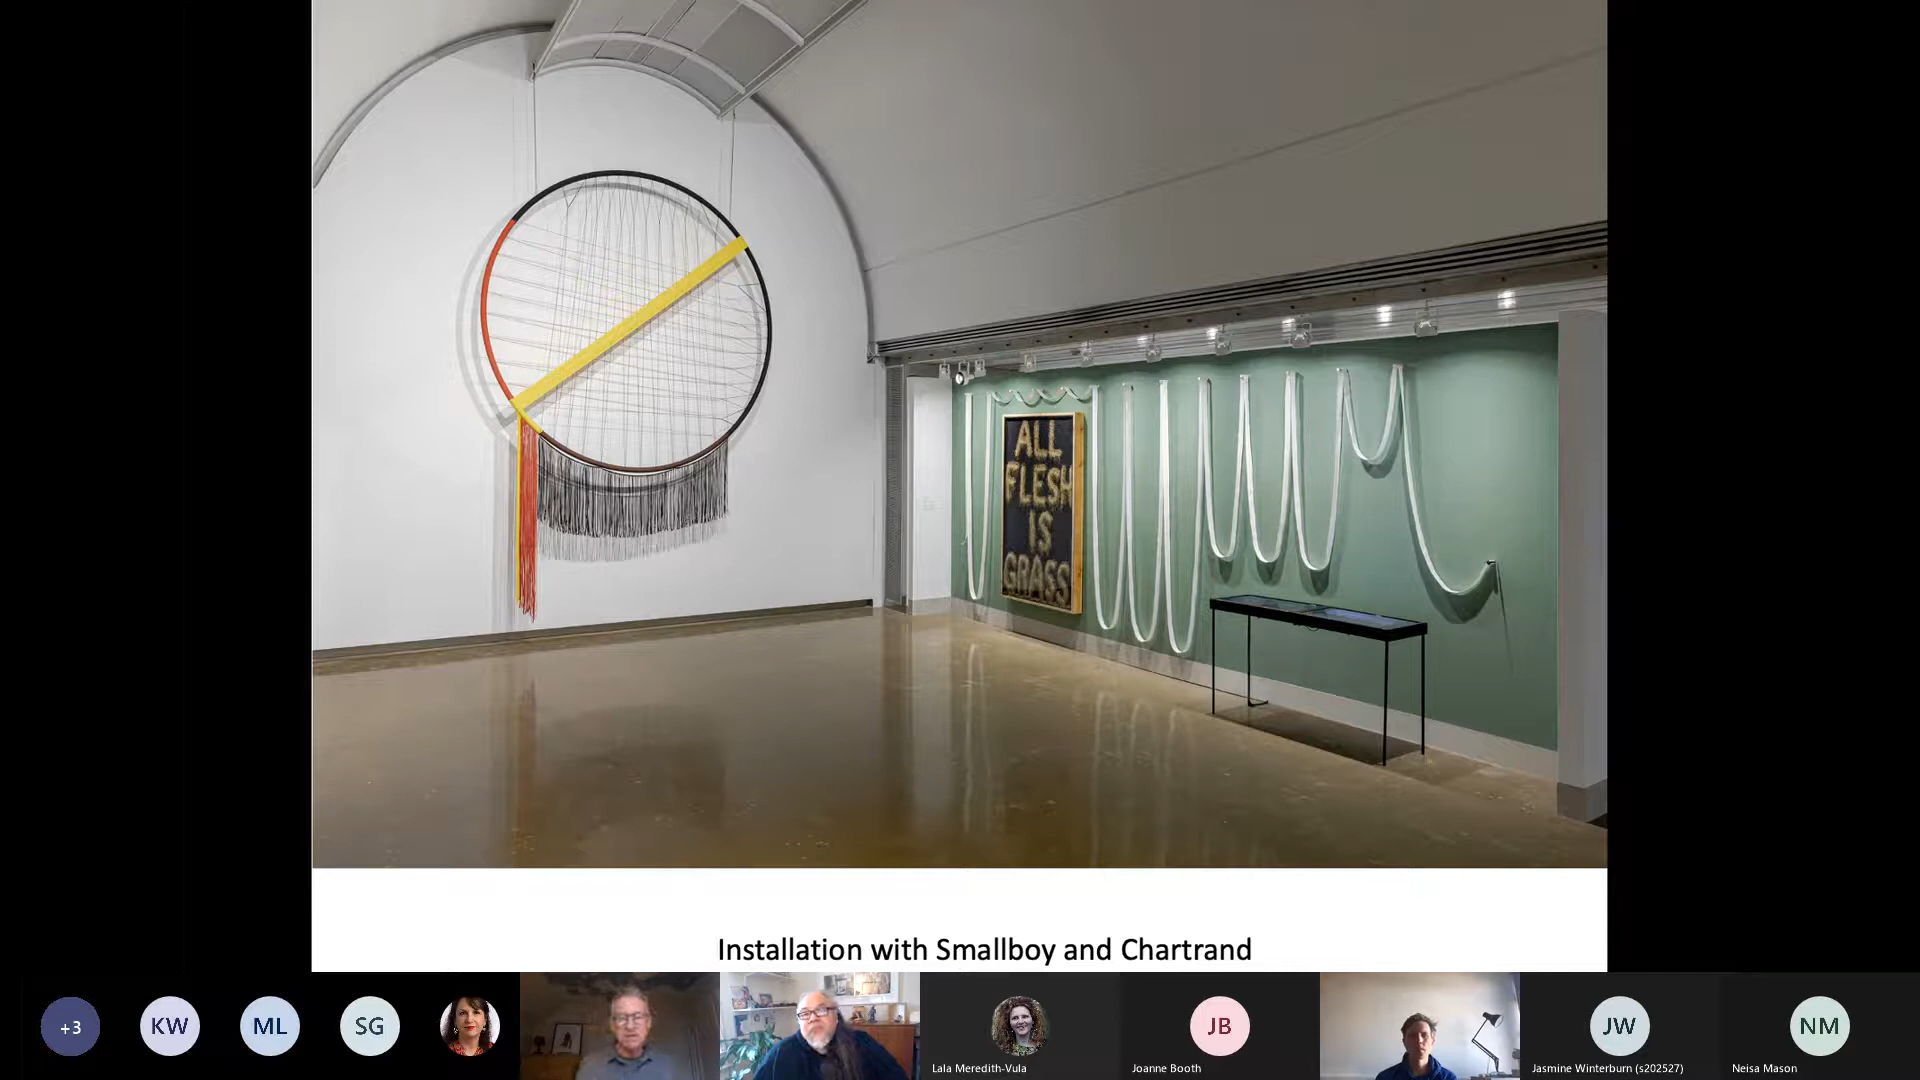 ALL
FLESH
IS
GRASS
Installation with Smallboy and Chartrand
+3
KW
ML
SG
Lala Meredith-Vula
JB
Joanne Booth
JW
Jasmine Winterburn (s202527)
NM
Neisa Mason